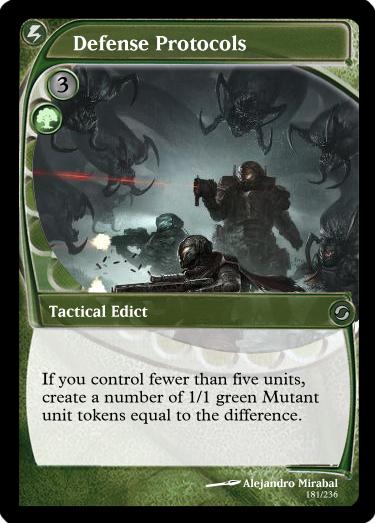 Defense Protocols
3
Tactical Edict
If you control fewer than five units,
create a number of 1/1 green Mutant
unit tokens equal to the difference.
Alejandro Mirabal
181/236